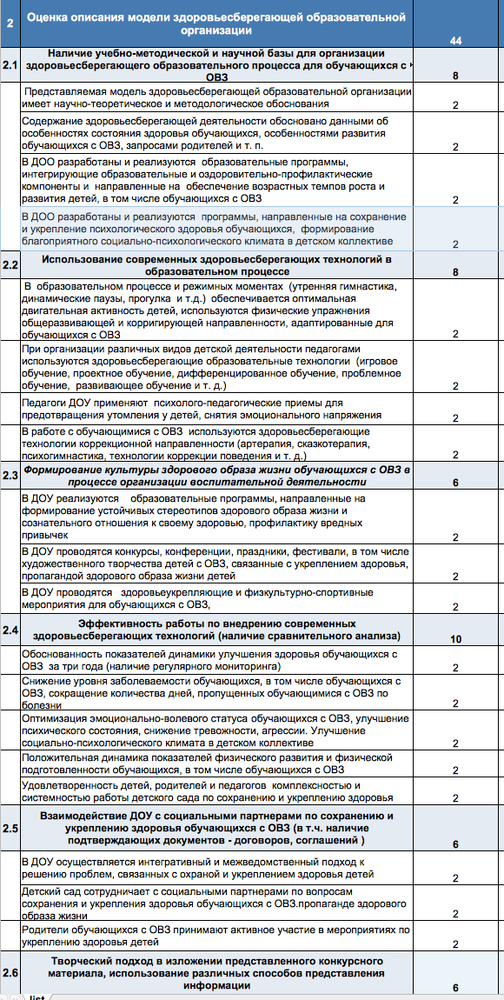 2
Оценка описания модели здоровьесберегающей образовательной
организации
44
2.1
Наличие учебно-методической и научной базы для организации
здоровьесберегающего образовательного процесса для обучающихся с
ОВЗ
8
Представляемая модель здоровьесберегающей образовательной организации
имеет научно-теоретическое и методологическое обоснования
2
Содержание здоровьесберегающей деятельности обосновано данными об
особенностях состояния здоровья обучающихся, особенностями развития
обучающихся с ОВЗ, запросами родителей и т. п.
2
В ДОО разработаны и реализуются образовательные программы,
интегрирующие образовательные и оздоровительно-профилактические
компоненты и направленные на обеспечение возрастных темпов роста и
развития детей, в том числе обучающихся с ОВЗ
2
В ДОО разработаны и реализуются программы, направленные на сохранение
и укрепление психологического здоровья обучающихся, формирование
благоприятного социально-психологического климата в детском коллективе
2
2.2
Использование современных здоровьесберегающих технологий в
образовательном процессе
8
В образовательном процессе и режимных моментах (утренняя гимнастика,
динамические паузы, прогулка и т.д.) обеспечивается оптимальная
двигательная активность детей, используются физические упражнения
общеразвивающей и корригирующей направленности, адаптированные для
обучающихся с ОВЗ
2
При организации различных видов детской деятельности педагогами
используются здоровьесберегающие образовательные технологии (игровое
обучение, проектное обучение, дифференцированное обучение, проблемное
обучение, развивающее обучение и т. д.)
2
Педагоги ДОУ применяют психолого-педагогические приемы для
предотвращения утомления у детей, снятия эмоционального напряжения
2
В работе с обучающимися с ОВЗ используются здоровьесберегающие
технологии коррекционной направленности (артерапия, сказкотерапия,
психогимнастика, технологии коррекции поведения и т. д.)
2
2.3
Формирование культуры здорового образа жизни обучающихся с ОВЗ в
процессе организации воспитательной деятельности
6
В ДОУ реализуются образовательные программы, направленные на
формирование устойчивых стереотипов здорового образа жизни и
сознательного отношения к своему здоровью, профилактику вредных
привычек
2
В ДОУ проводятся конкурсы, конференции, праздники, фестивали, в том числе
художественного творчества детей с ОВЗ, связанные с укреплением здоровья,
пропагандой здорового образа жизни детей
2
В ДОУ проводятся здоровьеукрепляющие и физкультурно-спортивные
мероприятия для обучающихся с ОВЗ,
2
2.4
Эффективность работы по внедрению современных
здоровьесберегающих технологий (наличие сравнительного анализа)
10
Обоснованность показателей динамики улучшения здоровья обучающихся с
ОВЗ за три года (наличие регулярного мониторинга)
2
Снижение уровня заболеваемости обучающихся, в том числе обучающихся с
ОВЗ, сокращение количества дней, пропущенных обучающимися с ОВЗ по
болезни
2
Оптимизация эмоционально-волевого статуса обучающихся с ОВЗ, улучшение
психического состояния, снижение тревожности, агрессии. Улучшение
социально-психологического климата в детском коллективе
2
Положительная динамика показателей физического развития и физической
подготовленности обучающихся, в том числе обучающихся с ОВЗ
2
Удовлетворенность детей, родителей и педагогов комплексностью и
системностью работы детского сада по сохранению и укреплению здоровья
2
2.5
Взаимодействие ДОУ с социальными партнерами по сохранению и
укреплению здоровья обучающихся с ОВЗ (в т.ч. наличие
подтверждающих документов - договоров, соглашений )
6
В ДОУ осуществляется интегративный и межведомственный подход к
решению проблем, связанных с охраной и укреплением здоровья детей
2
Детский сад сотрудничает с социальными партнерами по вопросам
сохранения и укрепления здоровья обучающихся с ОВЗ.пропаганде здорового
образа жизни
2
Родители обучающихся с ОВЗ принимают активное участие в мероприятиях по
укреплению здоровья детей
2
2.6
Творческий подход в изложении представленного конкурсного
материала, использование различных способов представления
информации
6
list